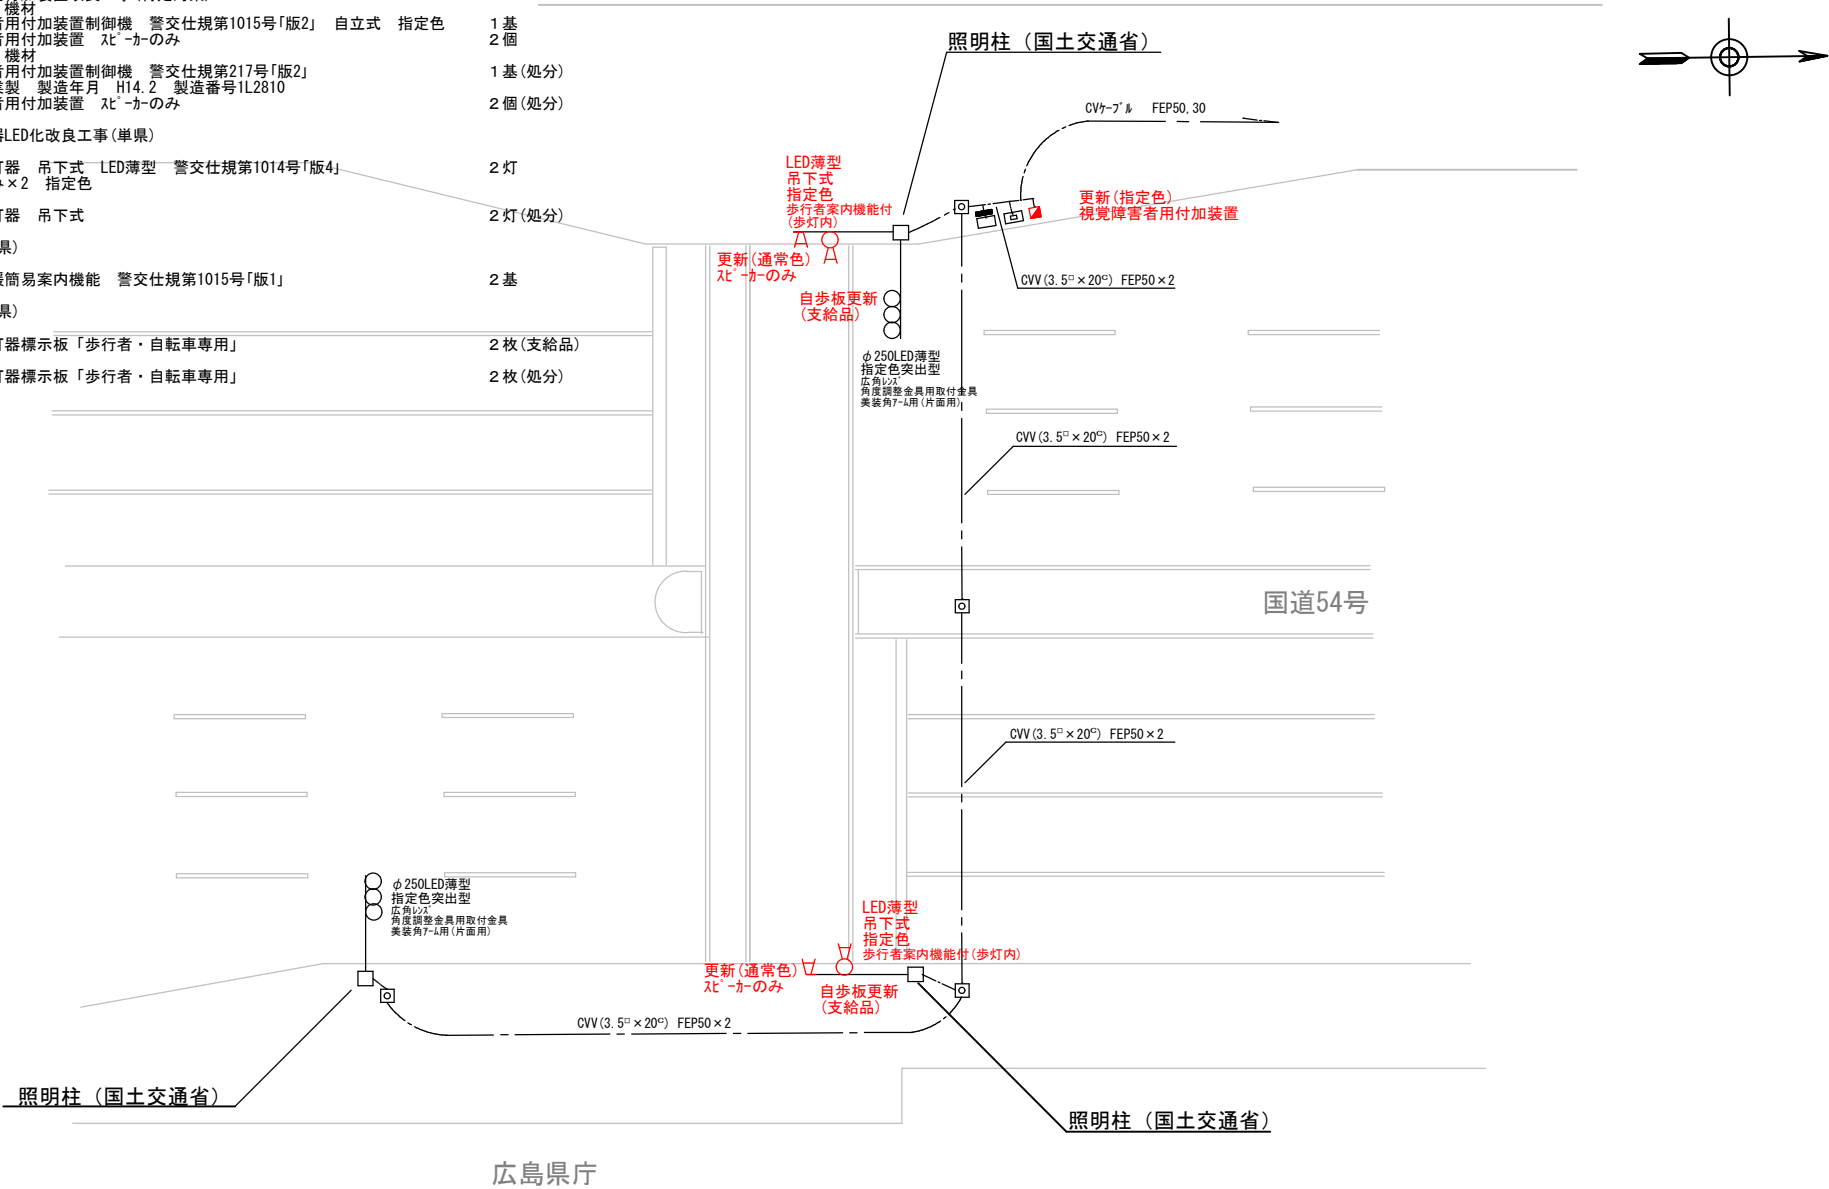 機材
者用付加装置制御機　警交仕規第1015号「版2」　自立式　指定色　1基
者用付加装置　ｽﾋﾟｰｶｰのみ　2個
機材
者用付加装置制御機　警交仕規第217号「版2」　1基(処分)
業製　製造年月　H14.2　製造番号1L2810
者用付加装置　ｽﾋﾟｰｶｰのみ　2個(処分)
器LED化改良工事(単県)
灯器　吊下式　LED薄型　警交仕規第1014号「版4」　2灯
×2　指定色
灯器　吊下式　2灯(処分)
県)
援簡易案内機能　警交仕規第1015号「版1」　2基
県)
灯器標示板「歩行者・自転車専用」　2枚(支給品)
灯器標示板「歩行者・自転車専用」　2枚(処分)
照明柱（国土交通省）
CVｹｰﾌﾞﾙ　FEP50,30
LED薄型
吊下式
指定色
歩行者案内機能付
(歩灯内)
更新(指定色)
視覚障害者用付加装置
更新(通常色)
ｽﾋﾟｰｶｰのみ
CVV(3.5□×20C) FEP50×2
自歩板更新
(支給品)
φ250LED薄型
指定色突出型
広角ﾚﾝｽﾞ
角度調整金具用取付金具
美装角ｱｰﾑ用(片面用)
CVV(3.5□×20C) FEP50×2
国道54号
CVV(3.5□×20C) FEP50×2
φ250LED薄型
指定色突出型
広角ﾚﾝｽﾞ
角度調整金具用取付金具
美装角ｱｰﾑ用(片面用)
LED薄型
吊下式
指定色
歩行者案内機能付(歩灯内)
更新(通常色)
ｽﾋﾟｰｶｰのみ
自歩板更新
(支給品)
CVV(3.5□×20C) FEP50×2
照明柱（国土交通省）
照明柱（国土交通省）
広島県庁